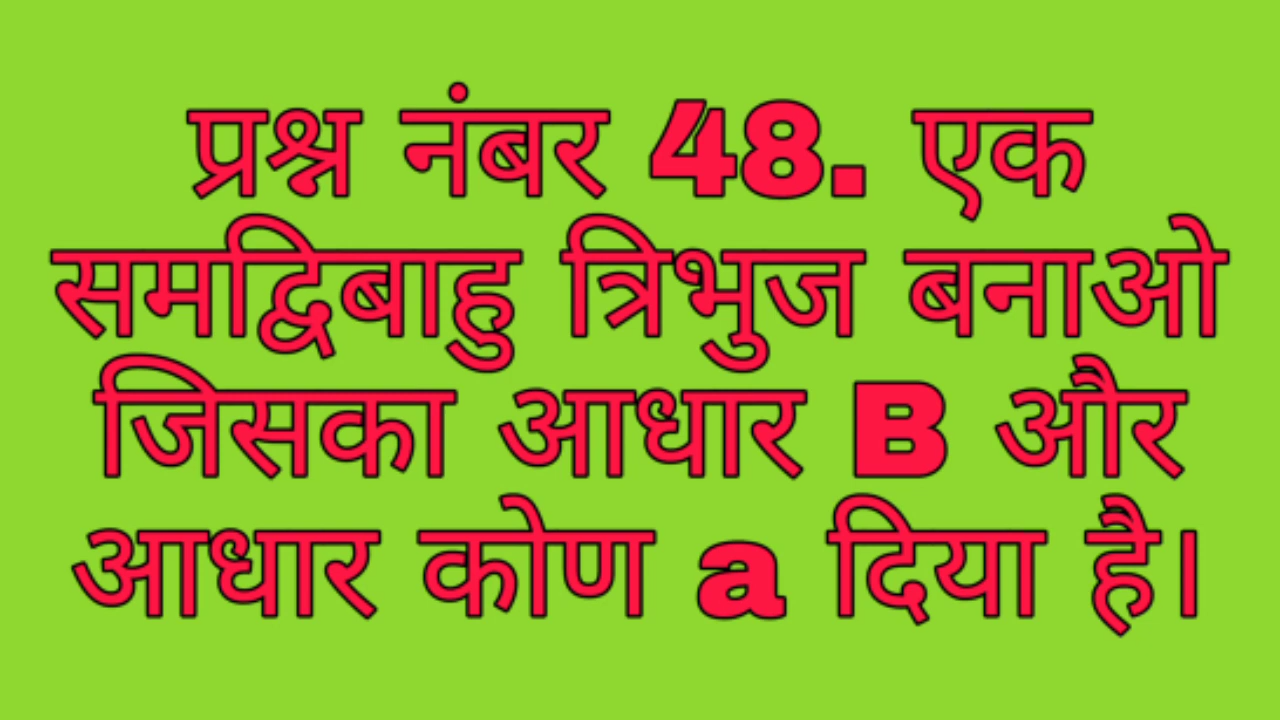 प्रश्न नंबर 48. एक
समद्विबाहु त्रिभुज बनाओ
जिसका आधार B और
आधार कोण a दिया है।